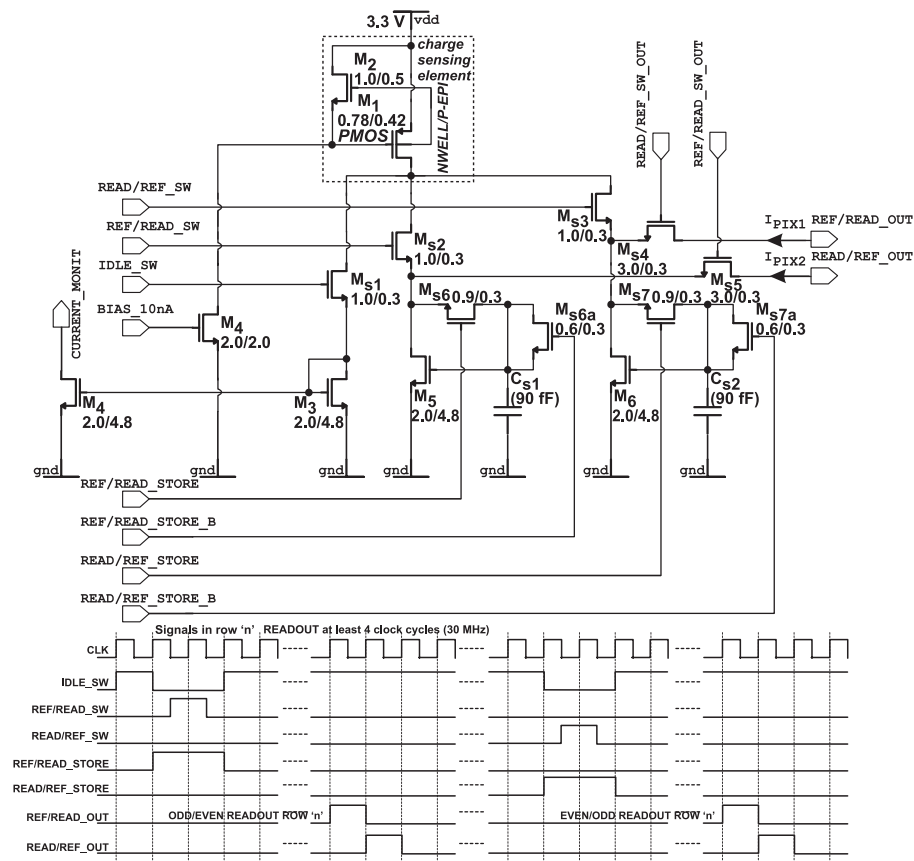 3.3 V vdd
charge
sensing
element
M2
1.0/0.5
M1
0.78/0.42
PMOS
NWELL/P-EPI
READ/REF_SW_OUT
REF/READ_SW_OUT
READ/REF_SW
REF/READ_SW
IDLE_SW
BIAS_10nA
CURRENT_MONIT
Ms3
1.0/0.3
Ms2
1.0/0.3
Ms1
1.0/0.3
Ms4
3.0/0.3
IPIX1 REF/READ_OUT
IPIX2 READ/REF_OUT
Ms5
3.0/0.3
Ms6 0.9/0.3
Ms6a
0.6/0.3
Ms7 0.9/0.3
Ms7a
0.6/0.3
M4
2.0/2.0
M4
2.0/4.8
M3
2.0/4.8
M5
2.0/4.8
Cs1
(90 fF)
M6
2.0/4.8
Cs2
(90 fF)
gnd gnd gnd gnd gnd gnd gnd
REF/READ_STORE
REF/READ_STORE_B
READ/REF_STORE
READ/REF_STORE_B
Signals in row 'n' READOUT at least 4 clock cycles (30 MHz)
CLK
IDLE_SW
REF/READ_SW
READ/REF_SW
REF/READ_STORE
READ/REF_STORE
REF/READ_OUT ODD/EVEN READOUT ROW 'n' EVEN/ODD READOUT ROW 'n'
READ/REF_OUT